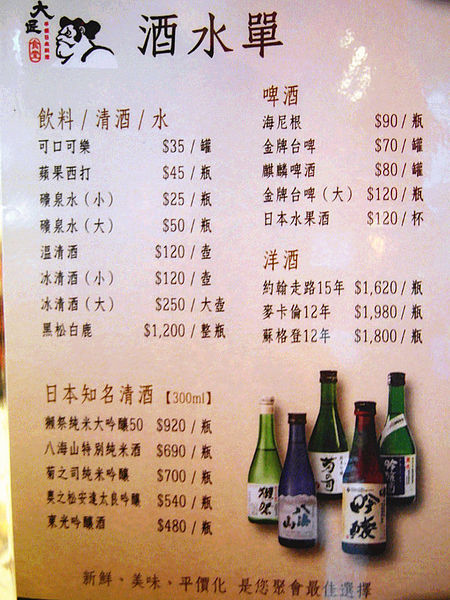 大匠
食堂
酒水單
飲料/清酒/水
可口可樂 $35/罐
蘋果西打 $45/瓶
礦泉水（小） $25/瓶
礦泉水（大） $50/瓶
溫清酒 $120/壺
冰清酒（小） $120/壺
冰清酒（大） $250/大壺
黑松白鹿 $1,200/整瓶
啤酒
海尼根 $90/瓶
金牌台啤 $70/罐
麒麟啤酒 $80/罐
金牌台啤（大） $120/瓶
日本水果酒 $120/杯
洋酒
約翰走路15年 $1,620/瓶
麥卡倫12年 $1,980/瓶
蘇格登12年 $1,800/瓶
日本知名清酒【300ml】
獺祭純米大吟釀50 $920/瓶
八海山特別純米酒 $690/瓶
菊之司純米吟釀 $700/瓶
奧之松安達太良吟釀 $540/瓶
東光吟釀酒 $480/瓶
獺祭
八海山
菊の司
吟醸
新鮮、美味、平價化 是您聚會最佳選擇